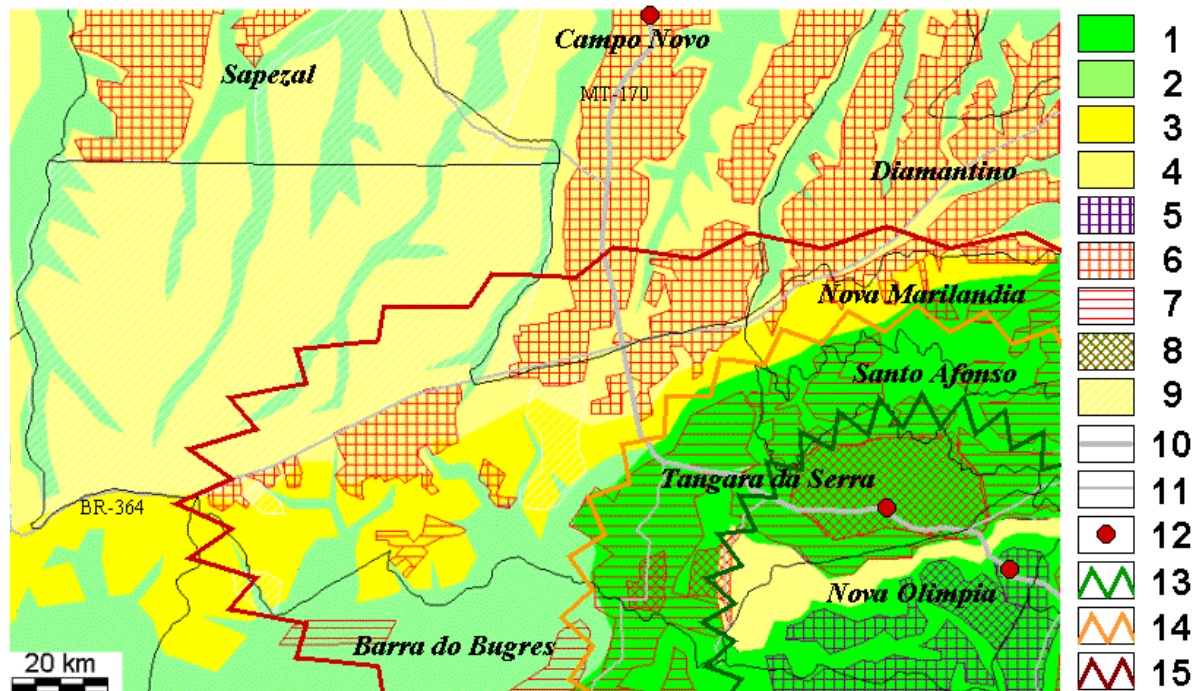 Campo Novo
Sapezal
MT-170
Diamantino
Nova Marilandia
Santo Afonso
Tangara da Serra
BR-364
Nova Olimpia
Barra do Bugres
20 km
1
2
3
4
5
6
7
8
9
10
11
12
13
14
15